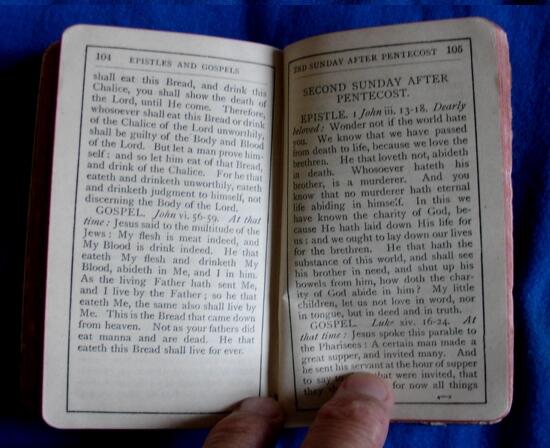 104 EPISTLES AND GOSPELS
shall eat this Bread, and drink this
Chalice, you shall show the death of
the Lord, until He come. Therefore,
whosoever shall eat this Bread or drink
of the Chalice of the Lord unworthily,
shall be guilty of the Body and Blood
of the Lord. But let a man prove him-
self: and so let him eat of that Bread,
and drink of the Chalice. For he that
eateth and drinketh unworthily, eateth
and drinketh judgment to himself, not
discerning the Body of the Lord.
GOSPEL. John vi. 56-59. At that
time: Jesus said to the multitude of the
Jews: My flesh is meat indeed, and
My Blood is drink indeed. He that
eateth My flesh and drinketh My
Blood, abideth in Me, and I in him.
As the living Father hath sent Me,
and I live by the Father; so he that
eateth Me, the same also shall live by
Me. This is the Bread that came down
from heaven. Not as your fathers did
eat manna and are dead. He that
eateth this Bread shall live for ever.
2ND SUNDAY AFTER PENTECOST 105
SECOND SUNDAY AFTER
PENTECOST.
EPISTLE. 1 John iii. 13-18. Dearly
beloved: Wonder not if the world hate
you. We know that we have passed
from death to life, because we love the
brethren. He that loveth not, abideth
in death. Whosoever hateth his
brother, is a murderer. And you
know that no murderer hath eternal
life abiding in himself. In this we
have known the charity of God, be-
cause He hath laid down His life for
us: and we ought to lay down our lives
for the brethren. He that hath the
substance of this world, and shall see
his brother in need, and shut up his
bowels from him, how doth the char-
ity of God abide in him? My little
children, let us not love in word, nor
in tongue, but in deed and in truth.
GOSPEL. Luke xiv. 16-24. At
that time: Jesus spoke this parable to
the Pharisees: A certain man made a
great supper, and invited many. And
he sent his servant at the hour of supper
to say that were invited, that
they for now all things